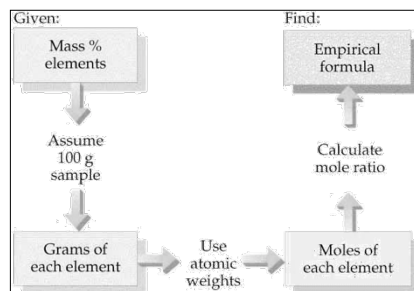 Given:
Mass %
elements
Assume
100 g
sample
Grams of
each element
Use
atomic
weights
Moles of
each element
Calculate
mole ratio
Find:
Empirical
formula